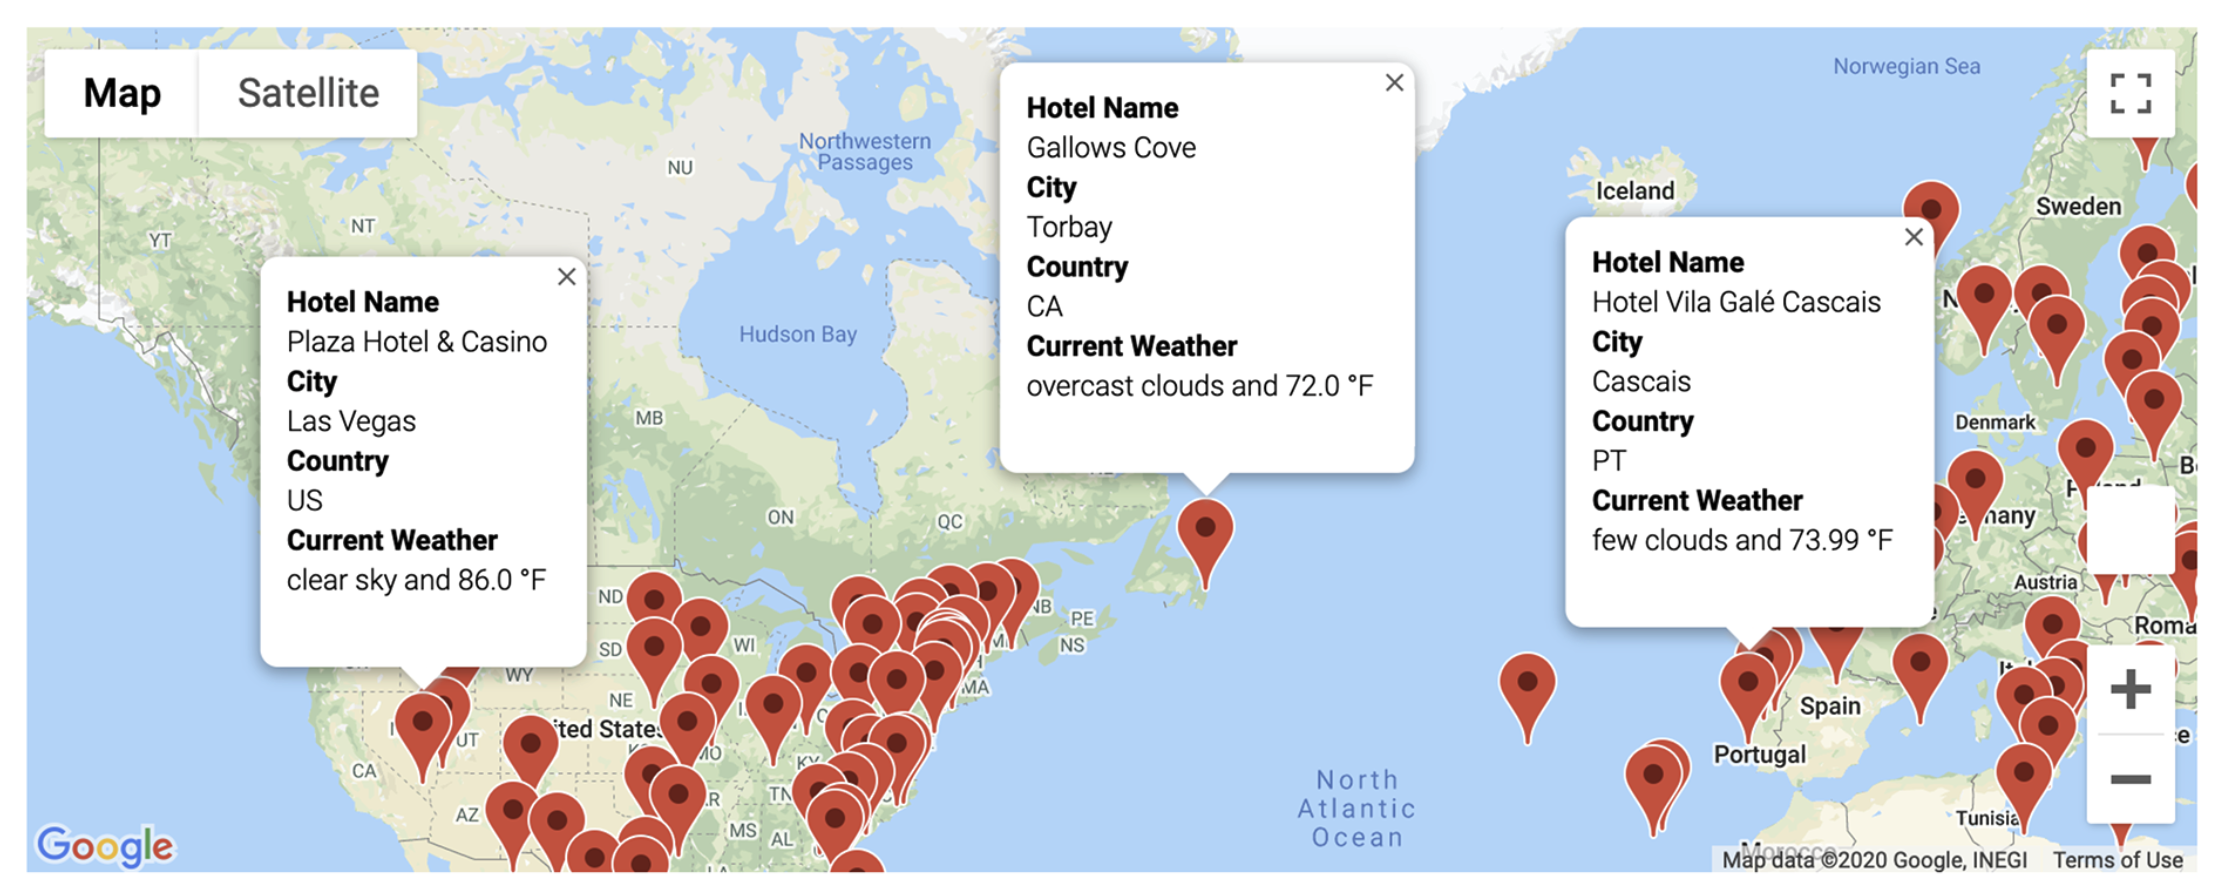 Map
Satellite
Norwegian Sea
Northwestern
Passages
NU
NT
YT
Iceland
Sweden
Hudson Bay
MB
ON
QC
Denmark
Hotel Name
Plaza Hotel & Casino
City
Las Vegas
Country
US
Current Weather
clear sky and 86.0 °F
Hotel Name
Gallows Cove
City
Torbay
Country
CA
Current Weather
overcast clouds and 72.0 °F
Hotel Name
Hotel Vila Galé Cascais
City
Cascais
Country
PT
Current Weather
few clouds and 73.99 °F
Austria
ND
NB
PE
NS
SD
WI
WY
NE
MA
UT
ited States
MO
KY
CA
AZ
TN
MS
AL
LA
Roma
Spain
Portugal
North
Atlantic
Ocean
Tunisia
Morocco
Google
Map data ©2020 Google, INEGI
Terms of Use